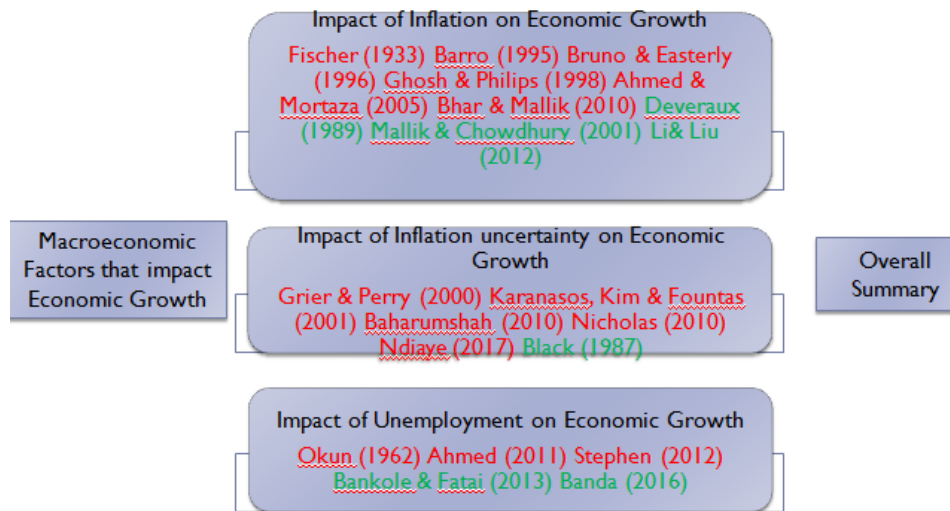 Impact of Inflation on Economic Growth
Fischer (1933) Barro (1995) Bruno & Easterly
(1996) Ghosh & Philips (1998) Ahmed &
Mortaza (2005) Bhar & Mallik (2010) Deveraux
(1989) Mallik & Chowdhury (2001) Li& Liu
(2012)
Macroeconomic
Factors that impact
Economic Growth
Impact of Inflation uncertainty on Economic
Growth
Grier & Perry (2000) Karanasos, Kim & Fountas
(2001) Baharumshah (2010) Nicholas (2010)
Ndiaye (2017) Black (1987)
Overall
Summary
Impact of Unemployment on Economic Growth
Okun (1962) Ahmed (2011) Stephen (2012)
Bankole & Fatai (2013) Banda (2016)